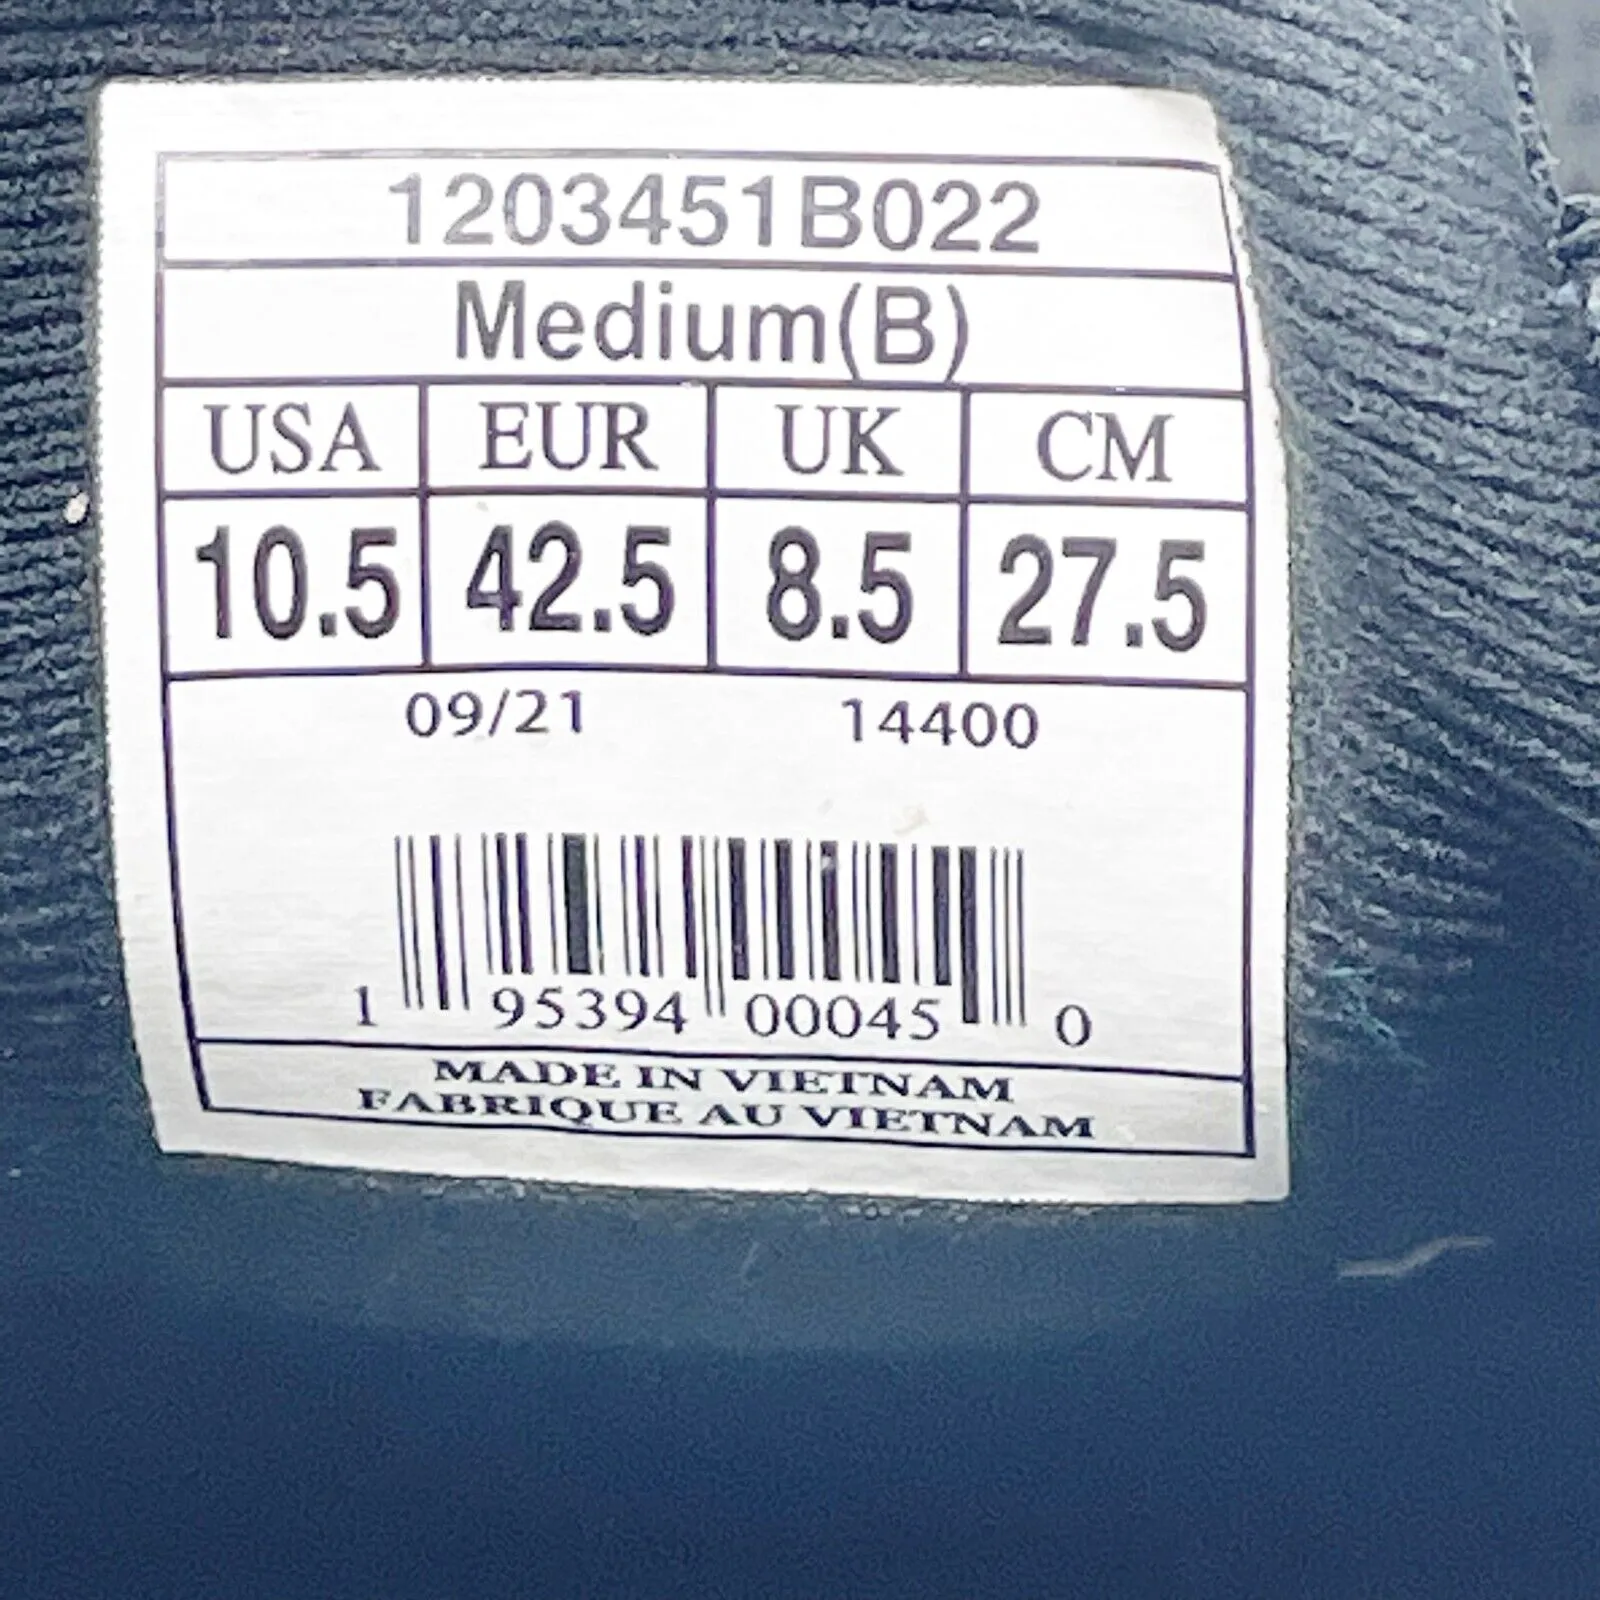 1203451B022
Medium(B)
USA EUR UK CM
10.5 42.5 8.5 27.5
09/21 14400
1 95394 00045 0
MADE IN VIETNAM
FABRIQUE AU VIETNAM